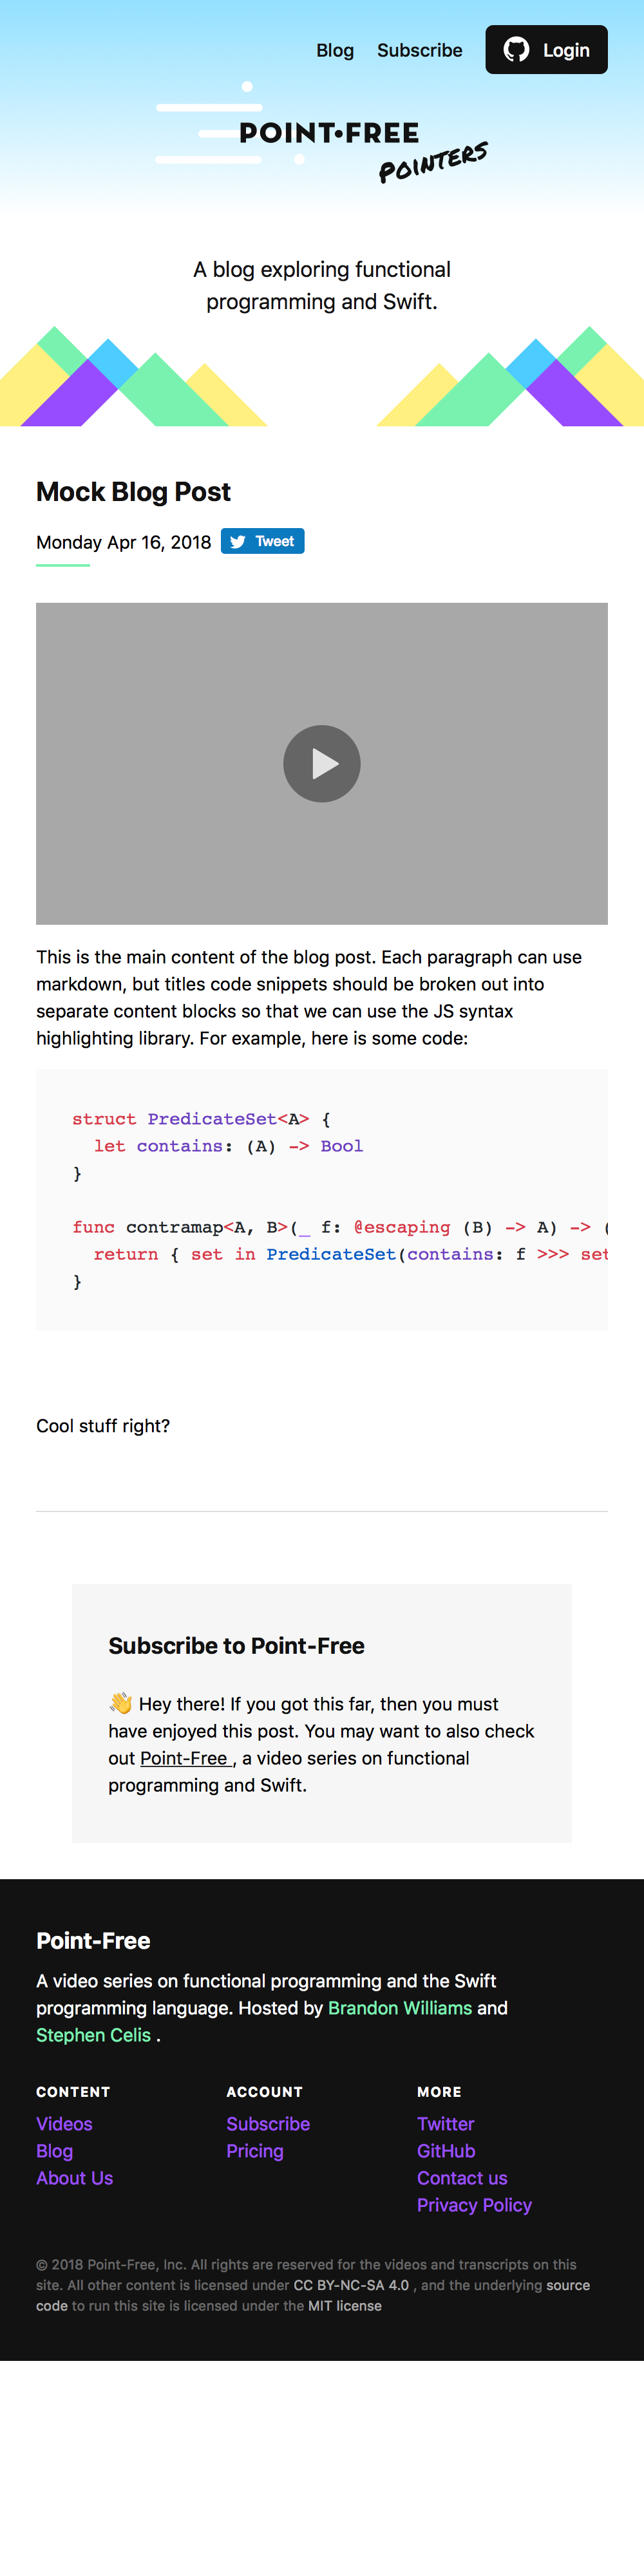 Blog Subscribe Login
POINT•FREE
POINTERS
A blog exploring functional
programming and Swift.
Mock Blog Post
Monday Apr 16, 2018 Tweet
This is the main content of the blog post. Each paragraph can use
markdown, but titles code snippets should be broken out into
separate content blocks so that we can use the JS syntax
highlighting library. For example, here is some code:
struct PredicateSet<A> {
  let contains: (A) -> Bool
}
func contramap<A, B>(_ f: @escaping (B) -> A) -> (
  return { set in PredicateSet(contains: f >>> set
}
Cool stuff right?
Subscribe to Point-Free
👋 Hey there! If you got this far, then you must
have enjoyed this post. You may want to also check
out Point-Free , a video series on functional
programming and Swift.
Point-Free
A video series on functional programming and the Swift
programming language. Hosted by Brandon Williams and
Stephen Celis .
CONTENT
Videos
Blog
About Us
ACCOUNT
Subscribe
Pricing
MORE
Twitter
GitHub
Contact us
Privacy Policy
© 2018 Point-Free, Inc. All rights are reserved for the videos and transcripts on this
site. All other content is licensed under CC BY-NC-SA 4.0 , and the underlying source
code to run this site is licensed under the MIT license